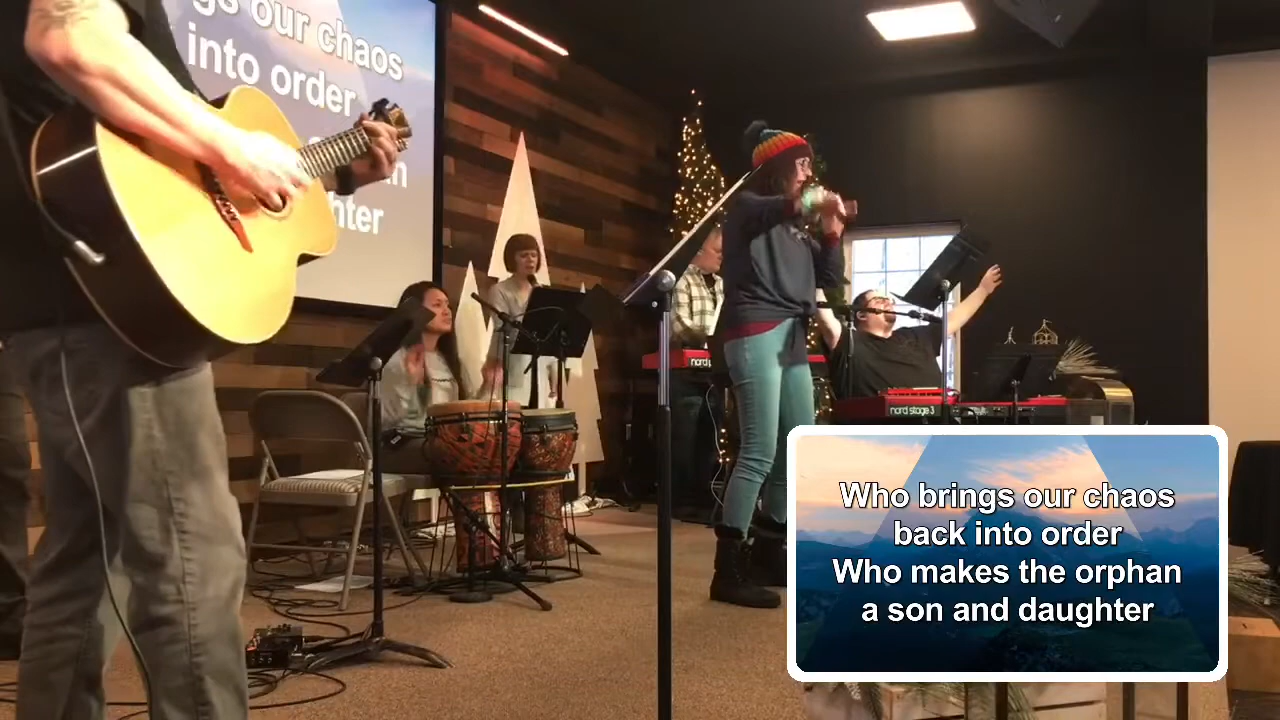 gs our chaos
into order
hter
nord
nord stage 3
Who brings our chaos
back into order
Who makes the orphan
a son and daughter